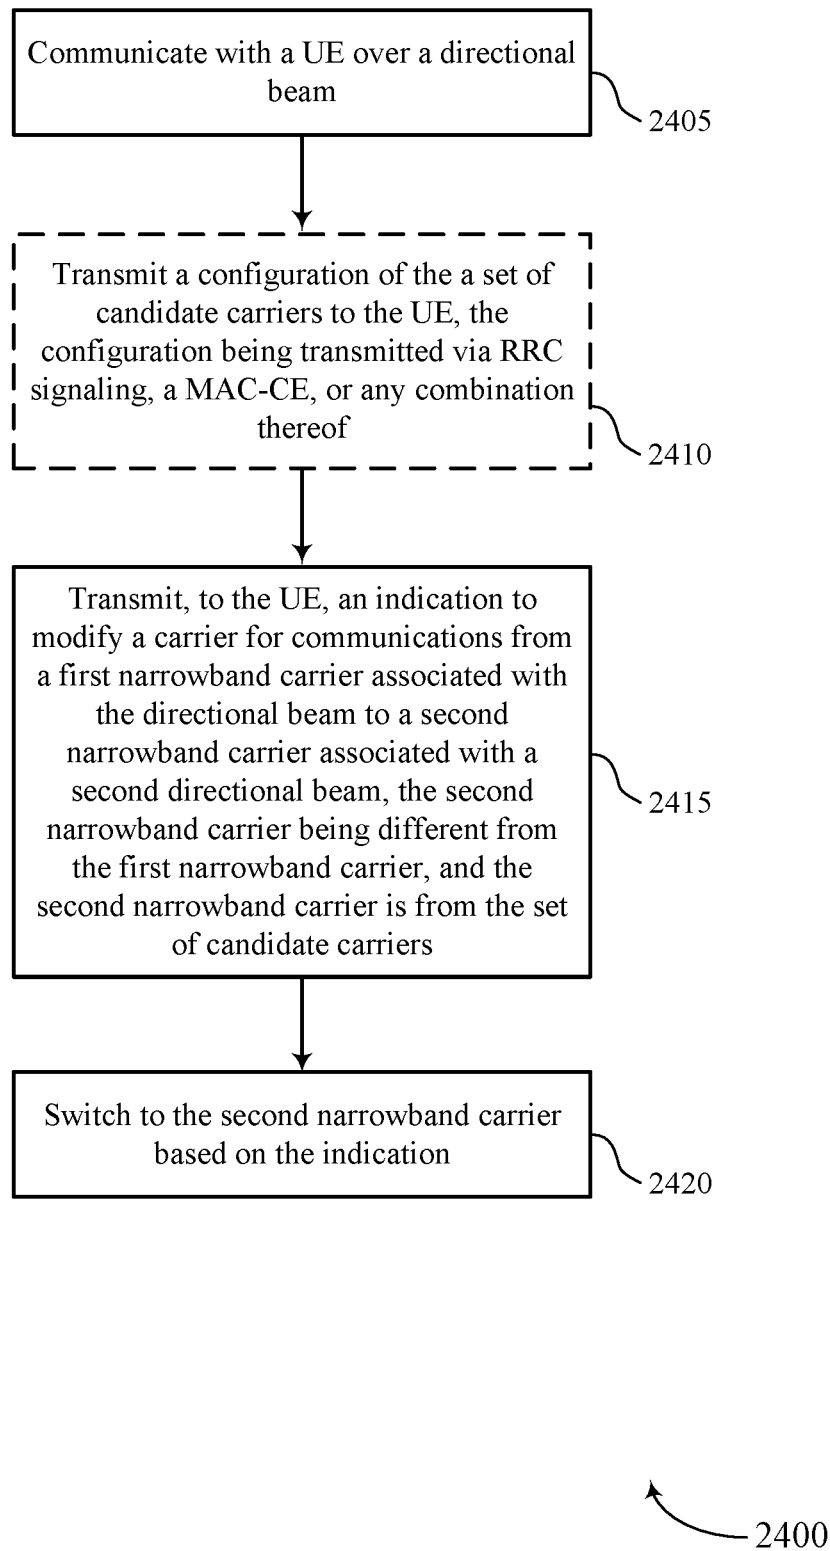 Communicate with a UE over a directional
beam
2405
Transmit a configuration of the a set of
candidate carriers to the UE, the
configuration being transmitted via RRC
signaling, a MAC-CE, or any combination
thereof
2410
Transmit, to the UE, an indication to
modify a carrier for communications from
a first narrowband carrier associated with
the directional beam to a second
narrowband carrier associated with a
second directional beam, the second
narrowband carrier being different from
the first narrowband carrier, and the
second narrowband carrier is from the set
of candidate carriers
2415
Switch to the second narrowband carrier
based on the indication
2420
2400